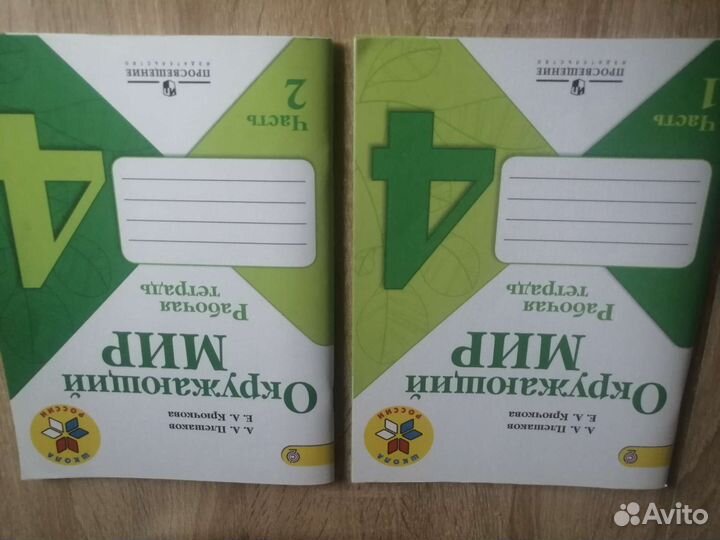 А. А. Плешаков
Е. А. Крючкова
Окружающий
МИР
Рабочая
тетрадь
4
Часть
1
ПРОСВЕЩЕНИЕ
ИЗДАТЕЛЬСТВО
ШКОЛА
РОССИИ
А. А. Плешаков
Е. А. Крючкова
Окружающий
МИР
Рабочая
тетрадь
4
Часть
2
ПРОСВЕЩЕНИЕ
ИЗДАТЕЛЬСТВО
ШКОЛА
РОССИИ
Avito